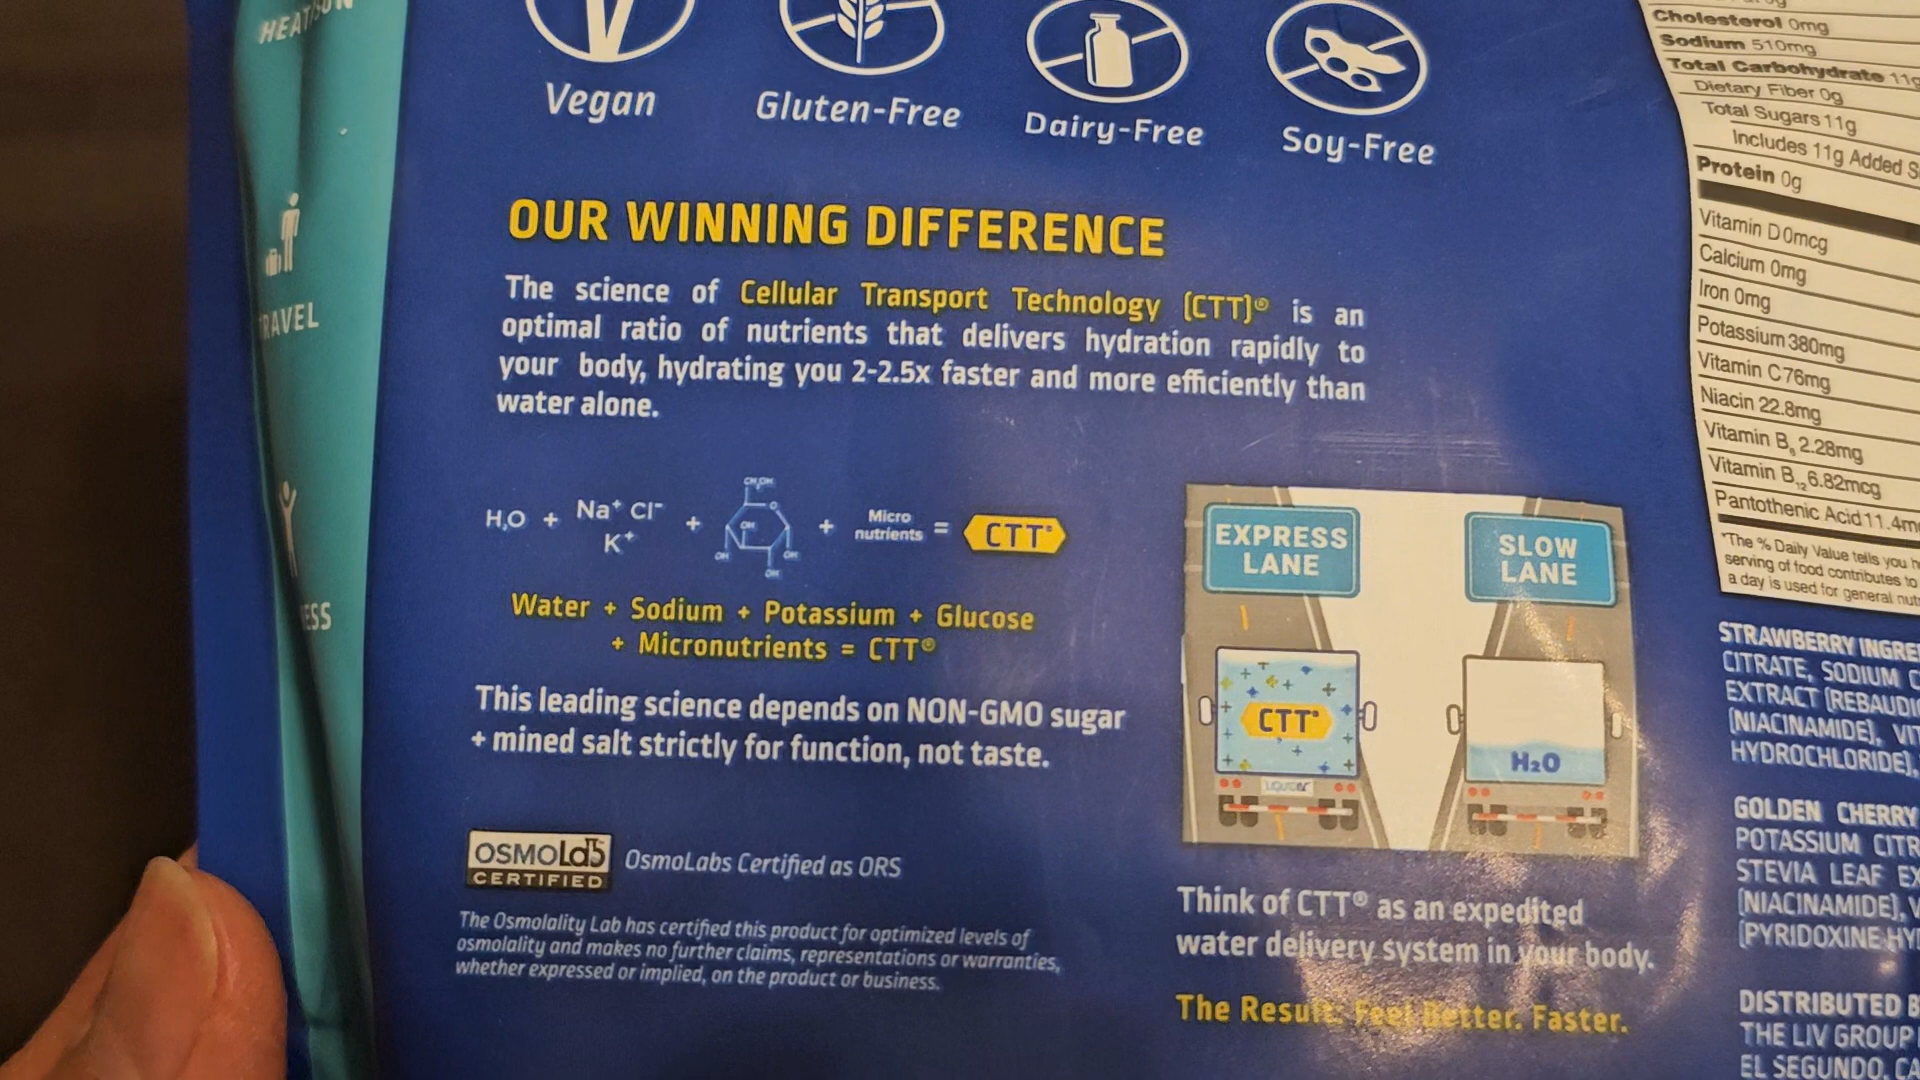 HEAT/SUN
Vegan
Gluten-Free
Dairy-Free
Soy-Free
OUR WINNING DIFFERENCE
The science of Cellular Transport Technology (CTT)® is an
optimal ratio of nutrients that delivers hydration rapidly to
your body, hydrating you 2-2.5x faster and more efficiently than
water alone.
H₂O + Na⁺ Cl⁻ K⁺ + CH₂OH O OH OH OH OH + Micro nutrients = CTT®
Water + Sodium + Potassium + Glucose
+ Micronutrients = CTT®
This leading science depends on NON-GMO sugar
+ mined salt strictly for function, not taste.
OSMOLab
CERTIFIED
OsmoLabs Certified as ORS
The Osmolality Lab has certified this product for optimized levels of
osmolality and makes no further claims, representations or warranties,
whether expressed or implied, on the product or business.
EXPRESS
LANE
SLOW
LANE
CTT®
H₂O
Think of CTT® as an expedited
water delivery system in your body.
The Result: Feel Better. Faster.
RAVEL
ESS
Cholesterol 0mg
Sodium 510mg
Total Carbohydrate 11g
Dietary Fiber 0g
Total Sugars 11g
Includes 11g Added S
Protein 0g
Vitamin D 0mcg
Calcium 0mg
Iron 0mg
Potassium 380mg
Vitamin C 76mg
Niacin 22.8mg
Vitamin B₆ 2.28mg
Vitamin B₁₂ 6.82mcg
Pantothenic Acid 11.4m
*The % Daily Value tells you h
serving of food contributes to
a day is used for general nut
STRAWBERRY INGRE
CITRATE, SODIUM C
EXTRACT (REBAUDI
(NIACINAMIDE), VIT
HYDROCHLORIDE),
GOLDEN CHERRY
POTASSIUM CITR
STEVIA LEAF EX
(NIACINAMIDE), V
(PYRIDOXINE HY
DISTRIBUTED B
THE LIV GROUP
EL SEGUNDO, CA